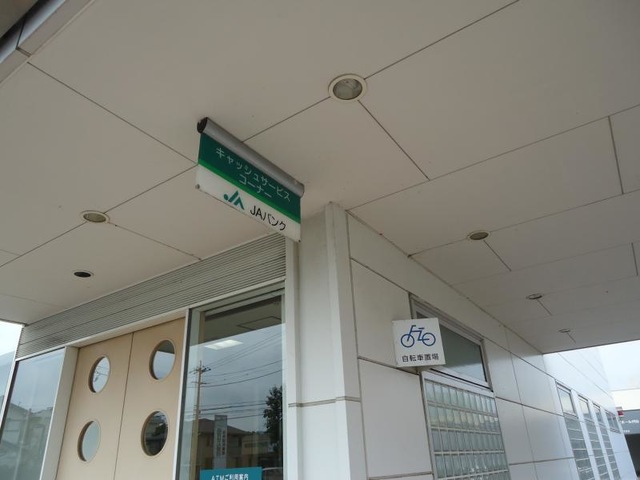 キャッシュサービス
コーナー
JA JAバンク
自転車置場
ATMご利用案内